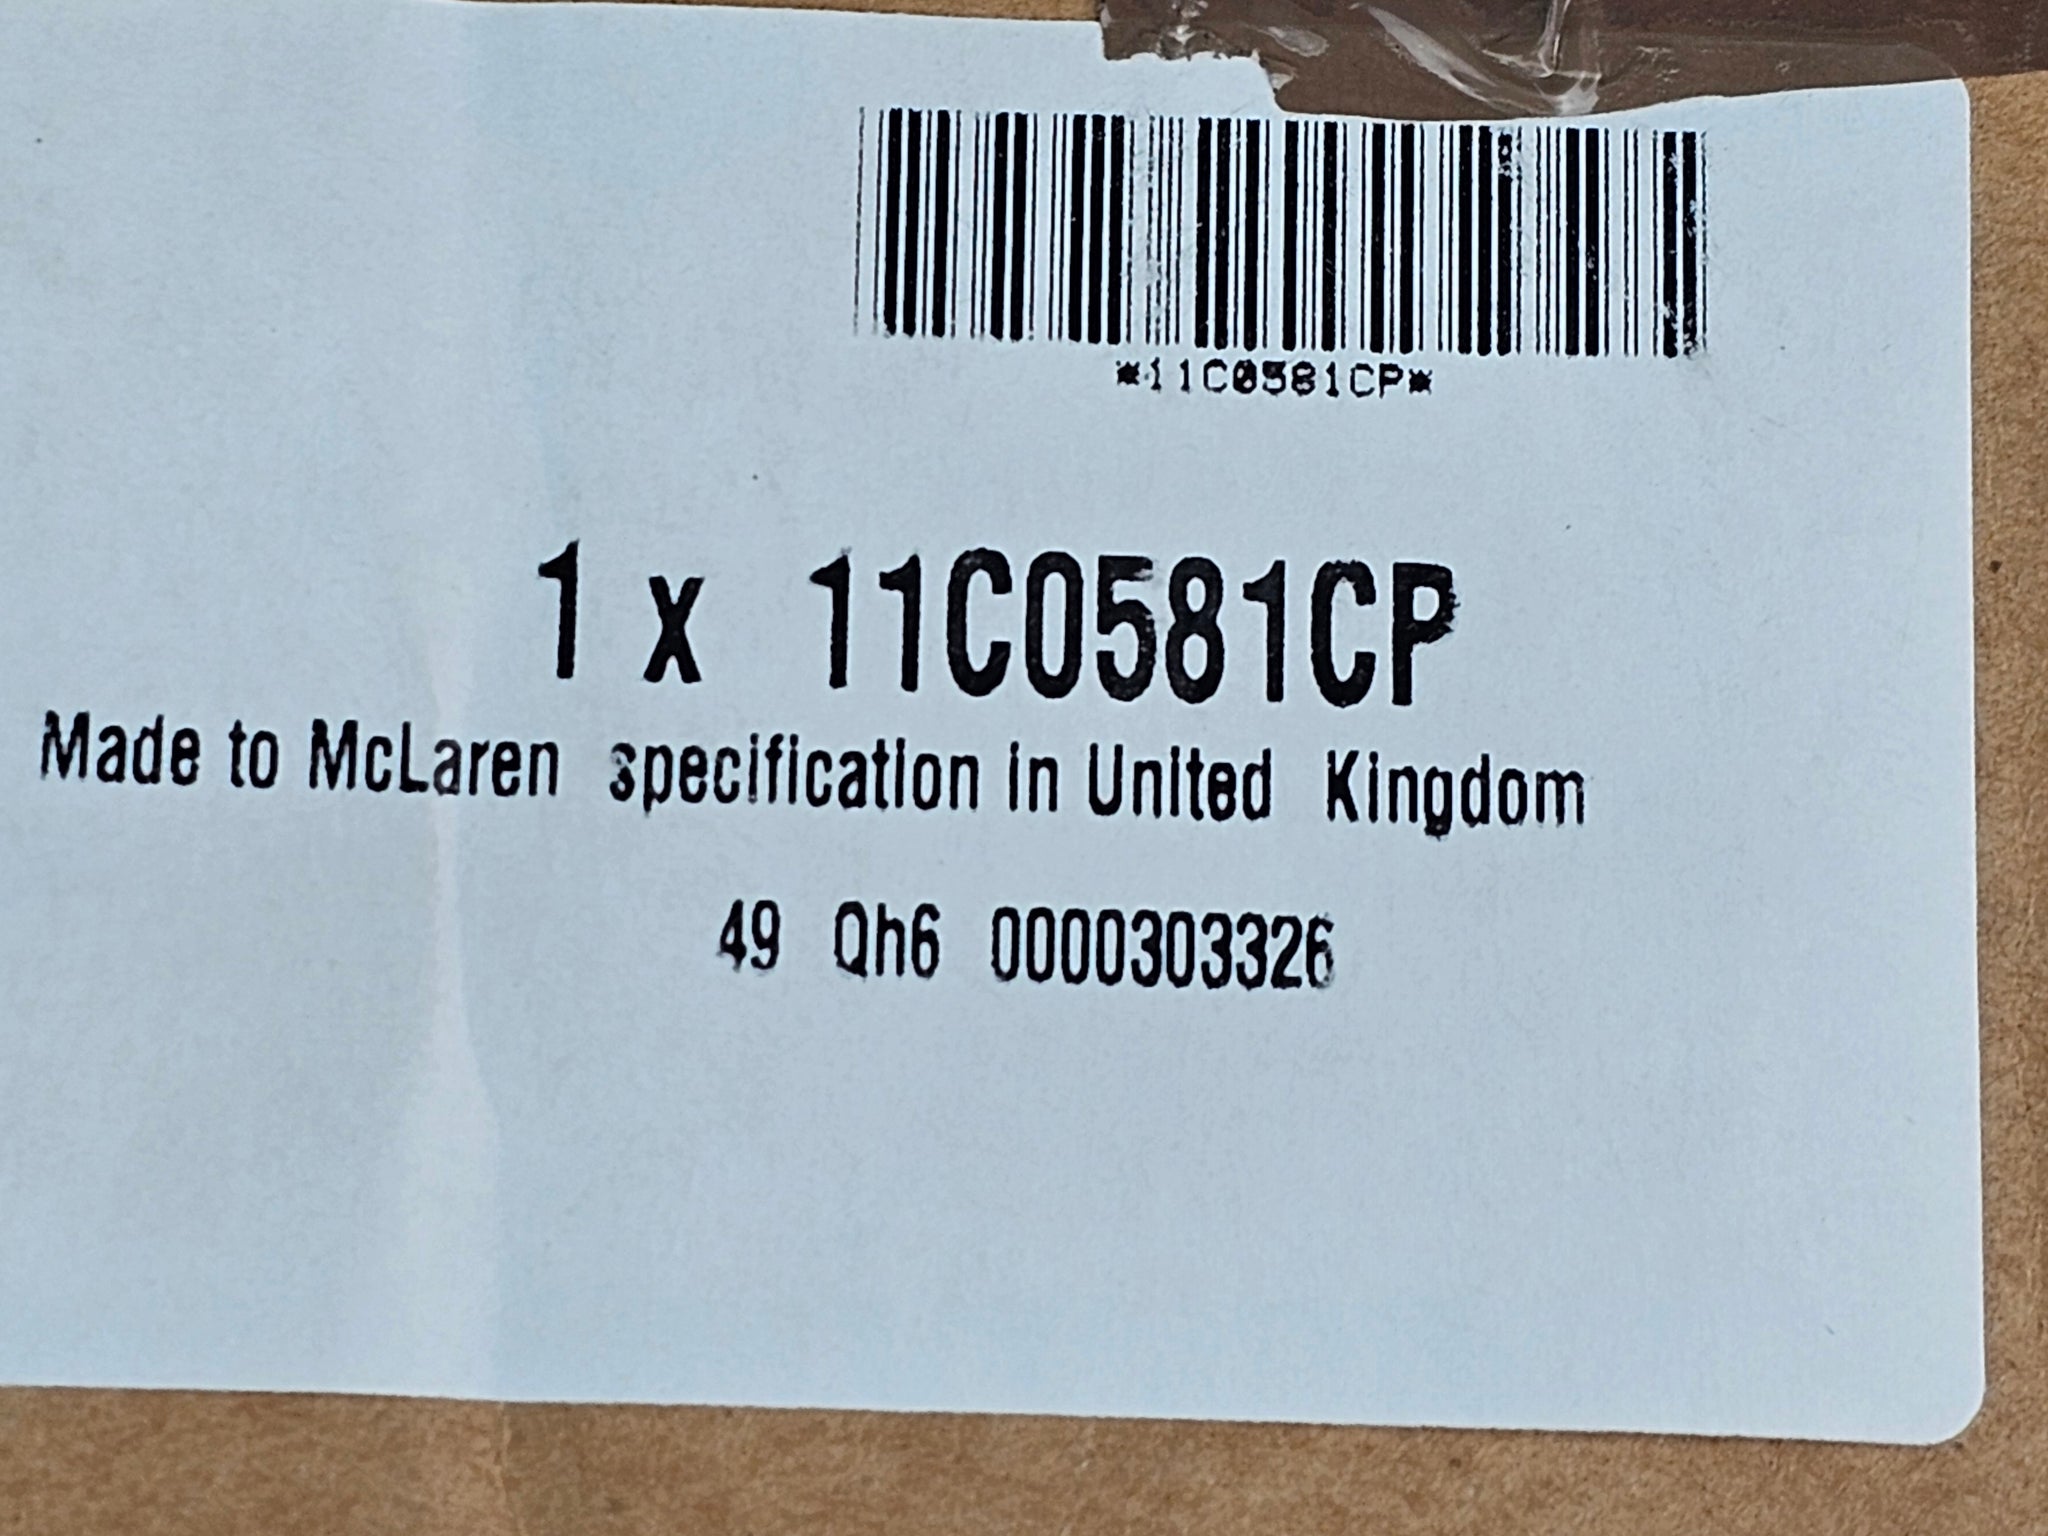 *11C0581CP*
1 x 11C0581CP
Made to McLaren specification in United Kingdom
49 Qh6 0000303326